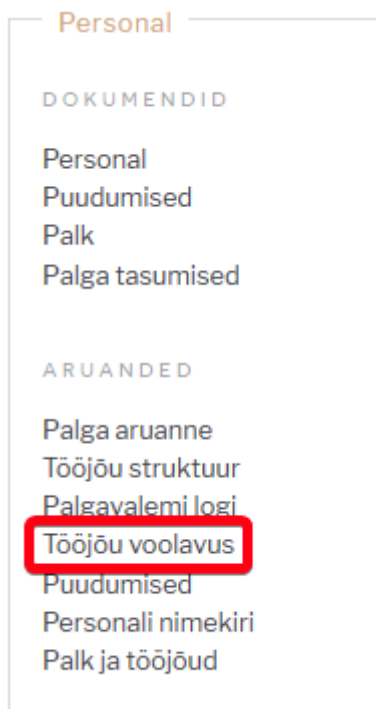 Personal
DOKUMENDID
Personal
Puudumised
Palk
Palga tasumised
ARUANDED
Palga aruanne
Tööjõu struktuur
Palgavalemi logi
Tööjõu voolavus
Puudumised
Personali nimekiri
Palk ja tööjõud